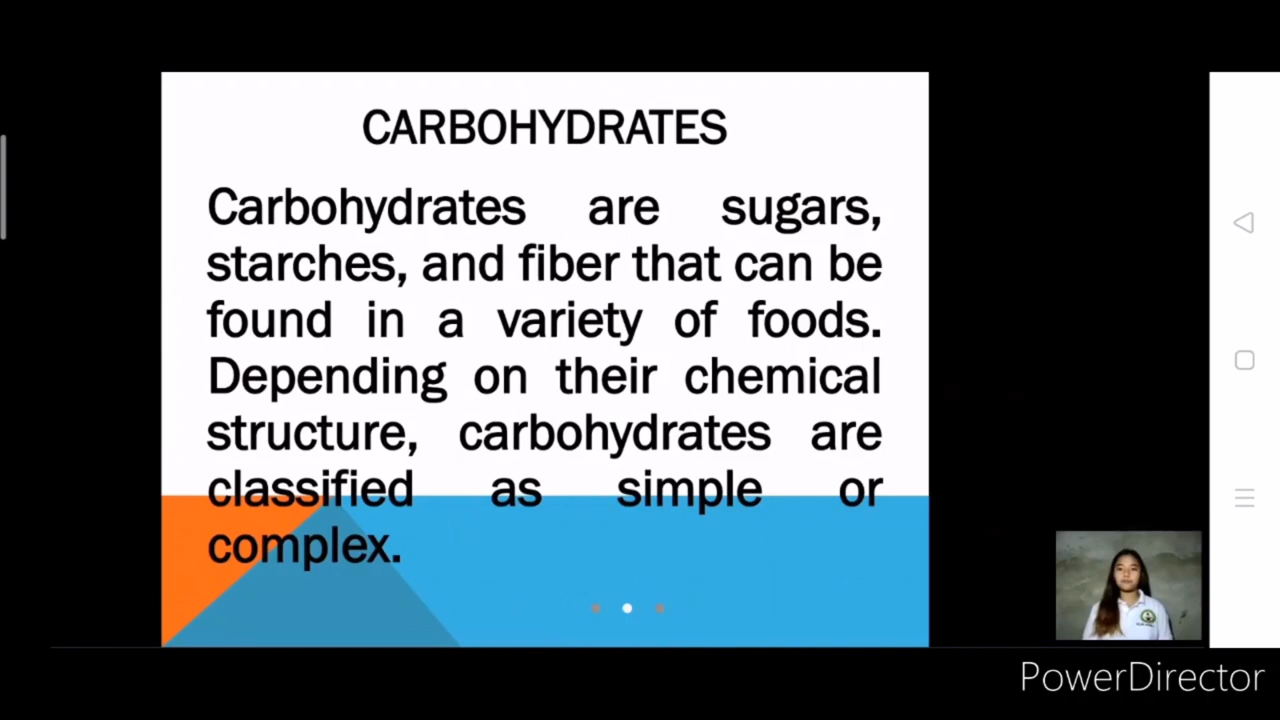 CARBOHYDRATES
Carbohydrates are sugars,
starches, and fiber that can be
found in a variety of foods.
Depending on their chemical
structure, carbohydrates are
classified as simple or
complex.
PowerDirector